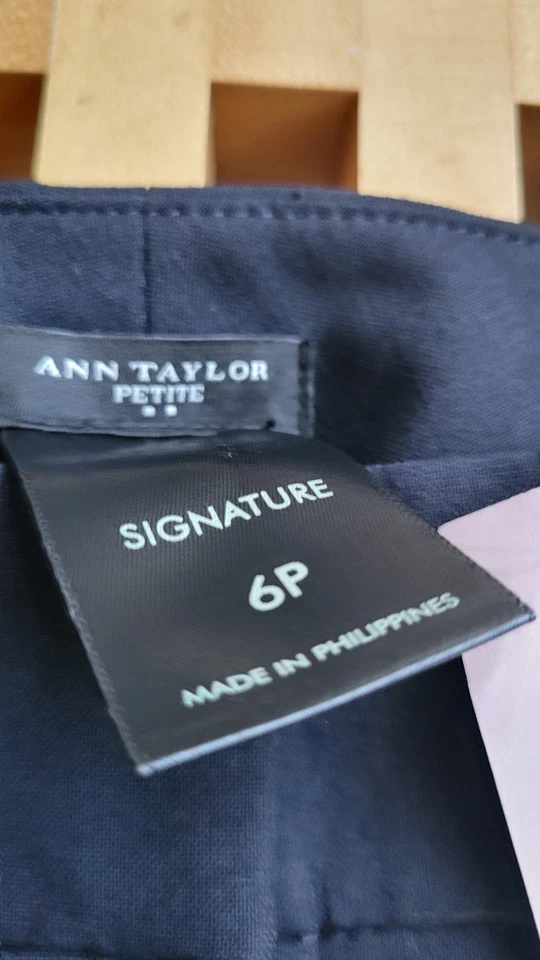 ANN TAYLOR
PETITE
SIGNATURE
6P
MADE IN PHILIPPINES